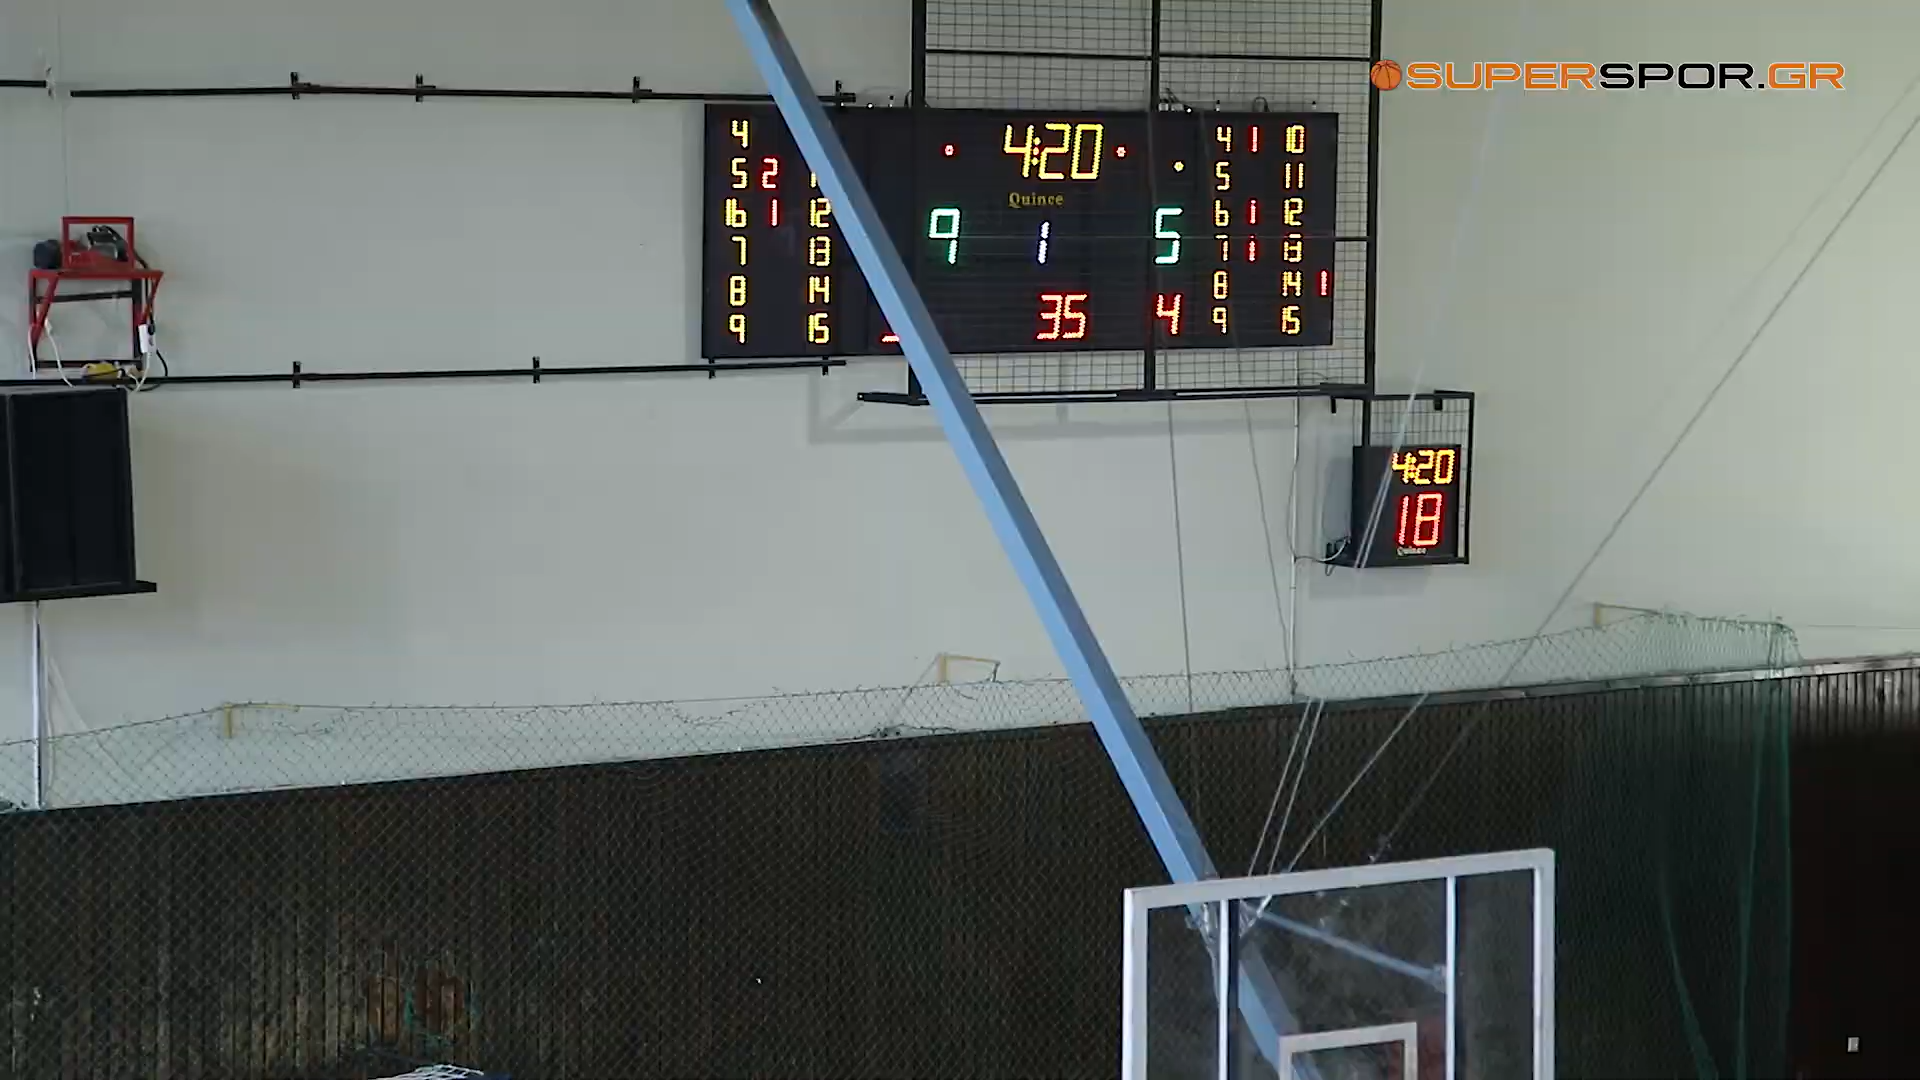 SUPERSPOR.GR
4:20
Quince
9 1 5
35 4
4
5 2
16 1 12
7 13
8 14
9 15
4 1 10
5 11
6 1 12
7 1 13
8 14 1
9 15
4:20
18
Quince